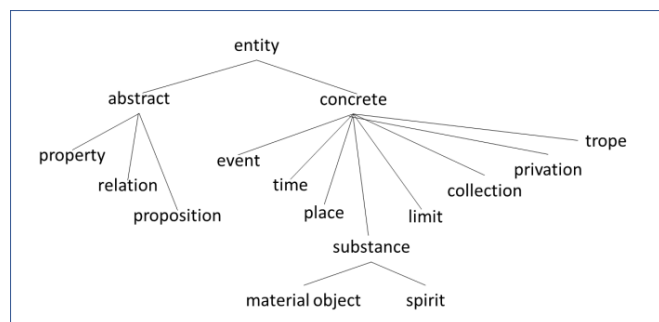 entity
abstract
concrete
property
relation
proposition
event
time
place
substance
limit
collection
privation
trope
material object
spirit